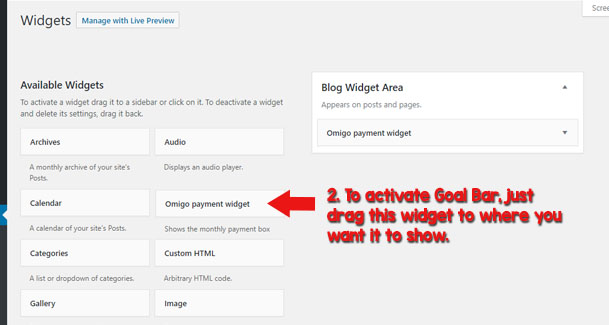 Scree
Widgets
Manage with Live Preview
Available Widgets
To activate a widget drag it to a sidebar or click on it. To deactivate a widget
and delete its settings, drag it back.
Archives
Audio
A monthly archive of your site's
Posts.
Displays an audio player.
Calendar
Omigo payment widget
A calendar of your site's Posts.
Shows the monthly payment box
Categories
Custom HTML
A list or dropdown of categories.
Arbitrary HTML code.
Gallery
Image
Blog Widget Area
Appears on posts and pages.
Omigo payment widget
2. To activate Goal Bar, just
drag this widget to where you
want it to show.